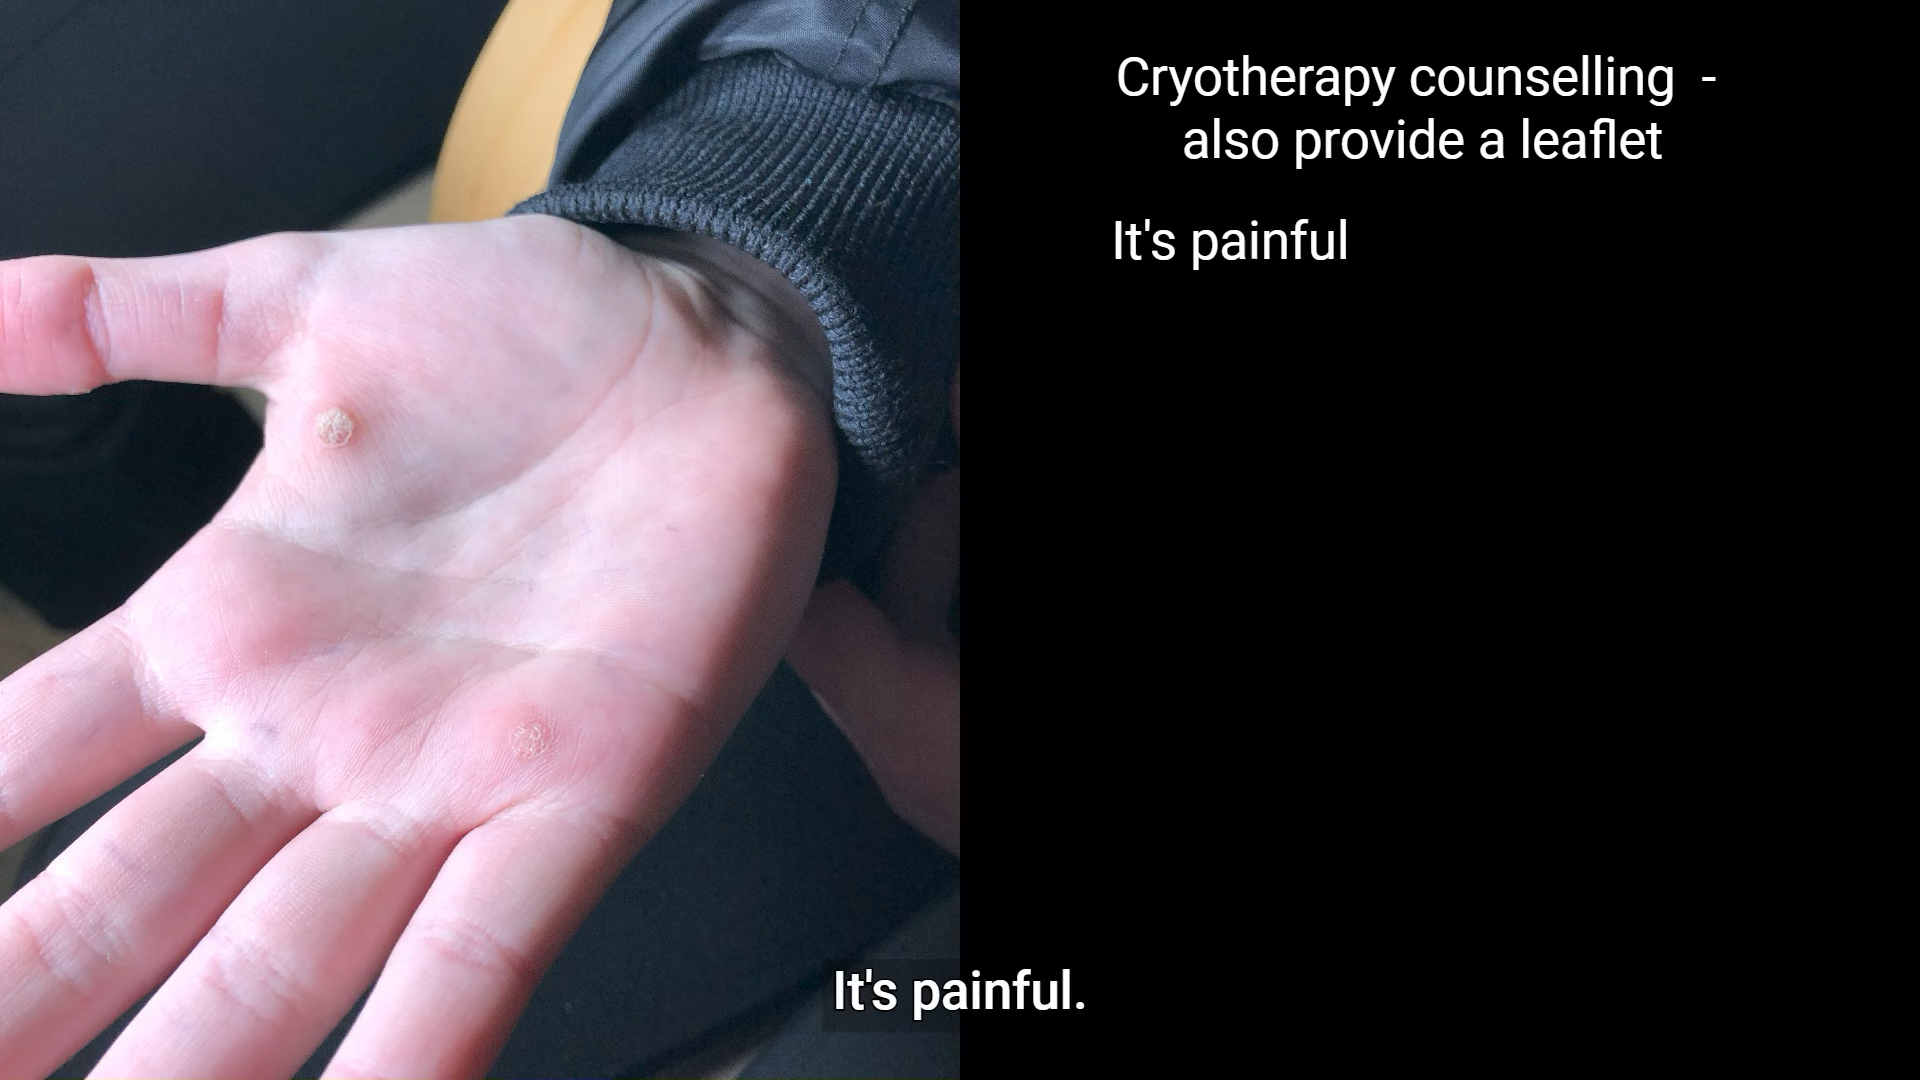 Cryotherapy counselling -
also provide a leaflet
It's painful
It's painful.